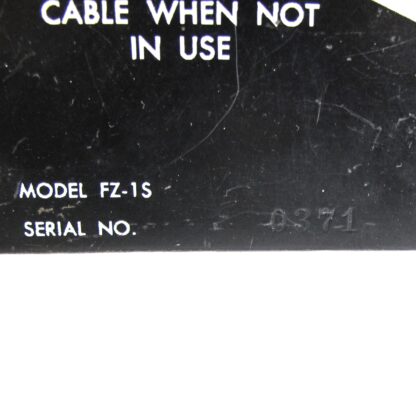 CABLE WHEN NOT
IN USE
MODEL FZ-1S
SERIAL NO. 0371